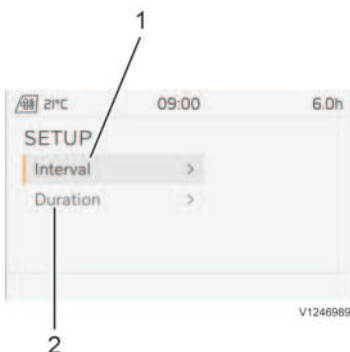 1
21°C 09:00 6.0h
SETUP
Interval >
Duration >
V1246989
2